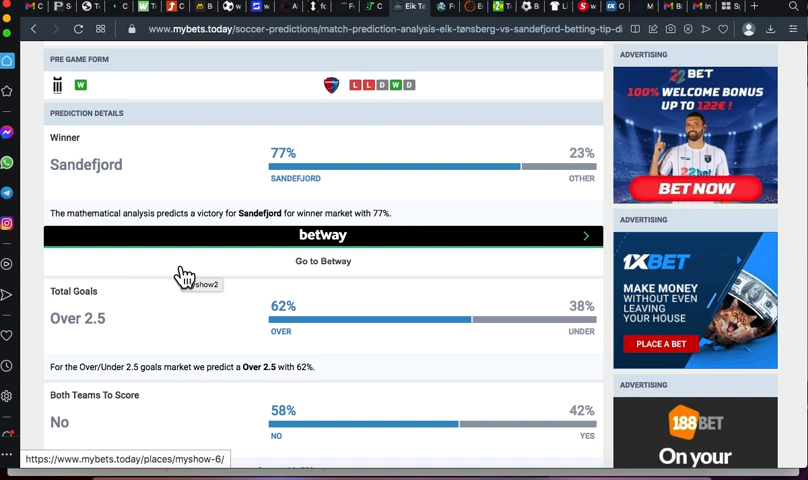 Eik Te
www.mybets.today/soccer-predictions/match-prediction-analysis-eik-tønsberg-vs-sandefjord-betting-tip-di
PRE GAME FORM
W
L L D W D
PREDICTION DETAILS
Winner
Sandefjord
77%
23%
SANDEFJORD
OTHER
The mathematical analysis predicts a victory for Sandefjord for winner market with 77%.
betway
Go to Betway
show2
Total Goals
Over 2.5
62%
38%
OVER
UNDER
For the Over/Under 2.5 goals market we predict a Over 2.5 with 62%.
Both Teams To Score
No
58%
42%
NO
YES
https://www.mybets.today/places/myshow-6/
ADVERTISING
22BET
100% WELCOME BONUS
UP TO 122€!
BET NOW
ADVERTISING
1XBET
MAKE MONEY
WITHOUT EVEN
LEAVING
YOUR HOUSE
PLACE A BET
ADVERTISING
188BET
On your